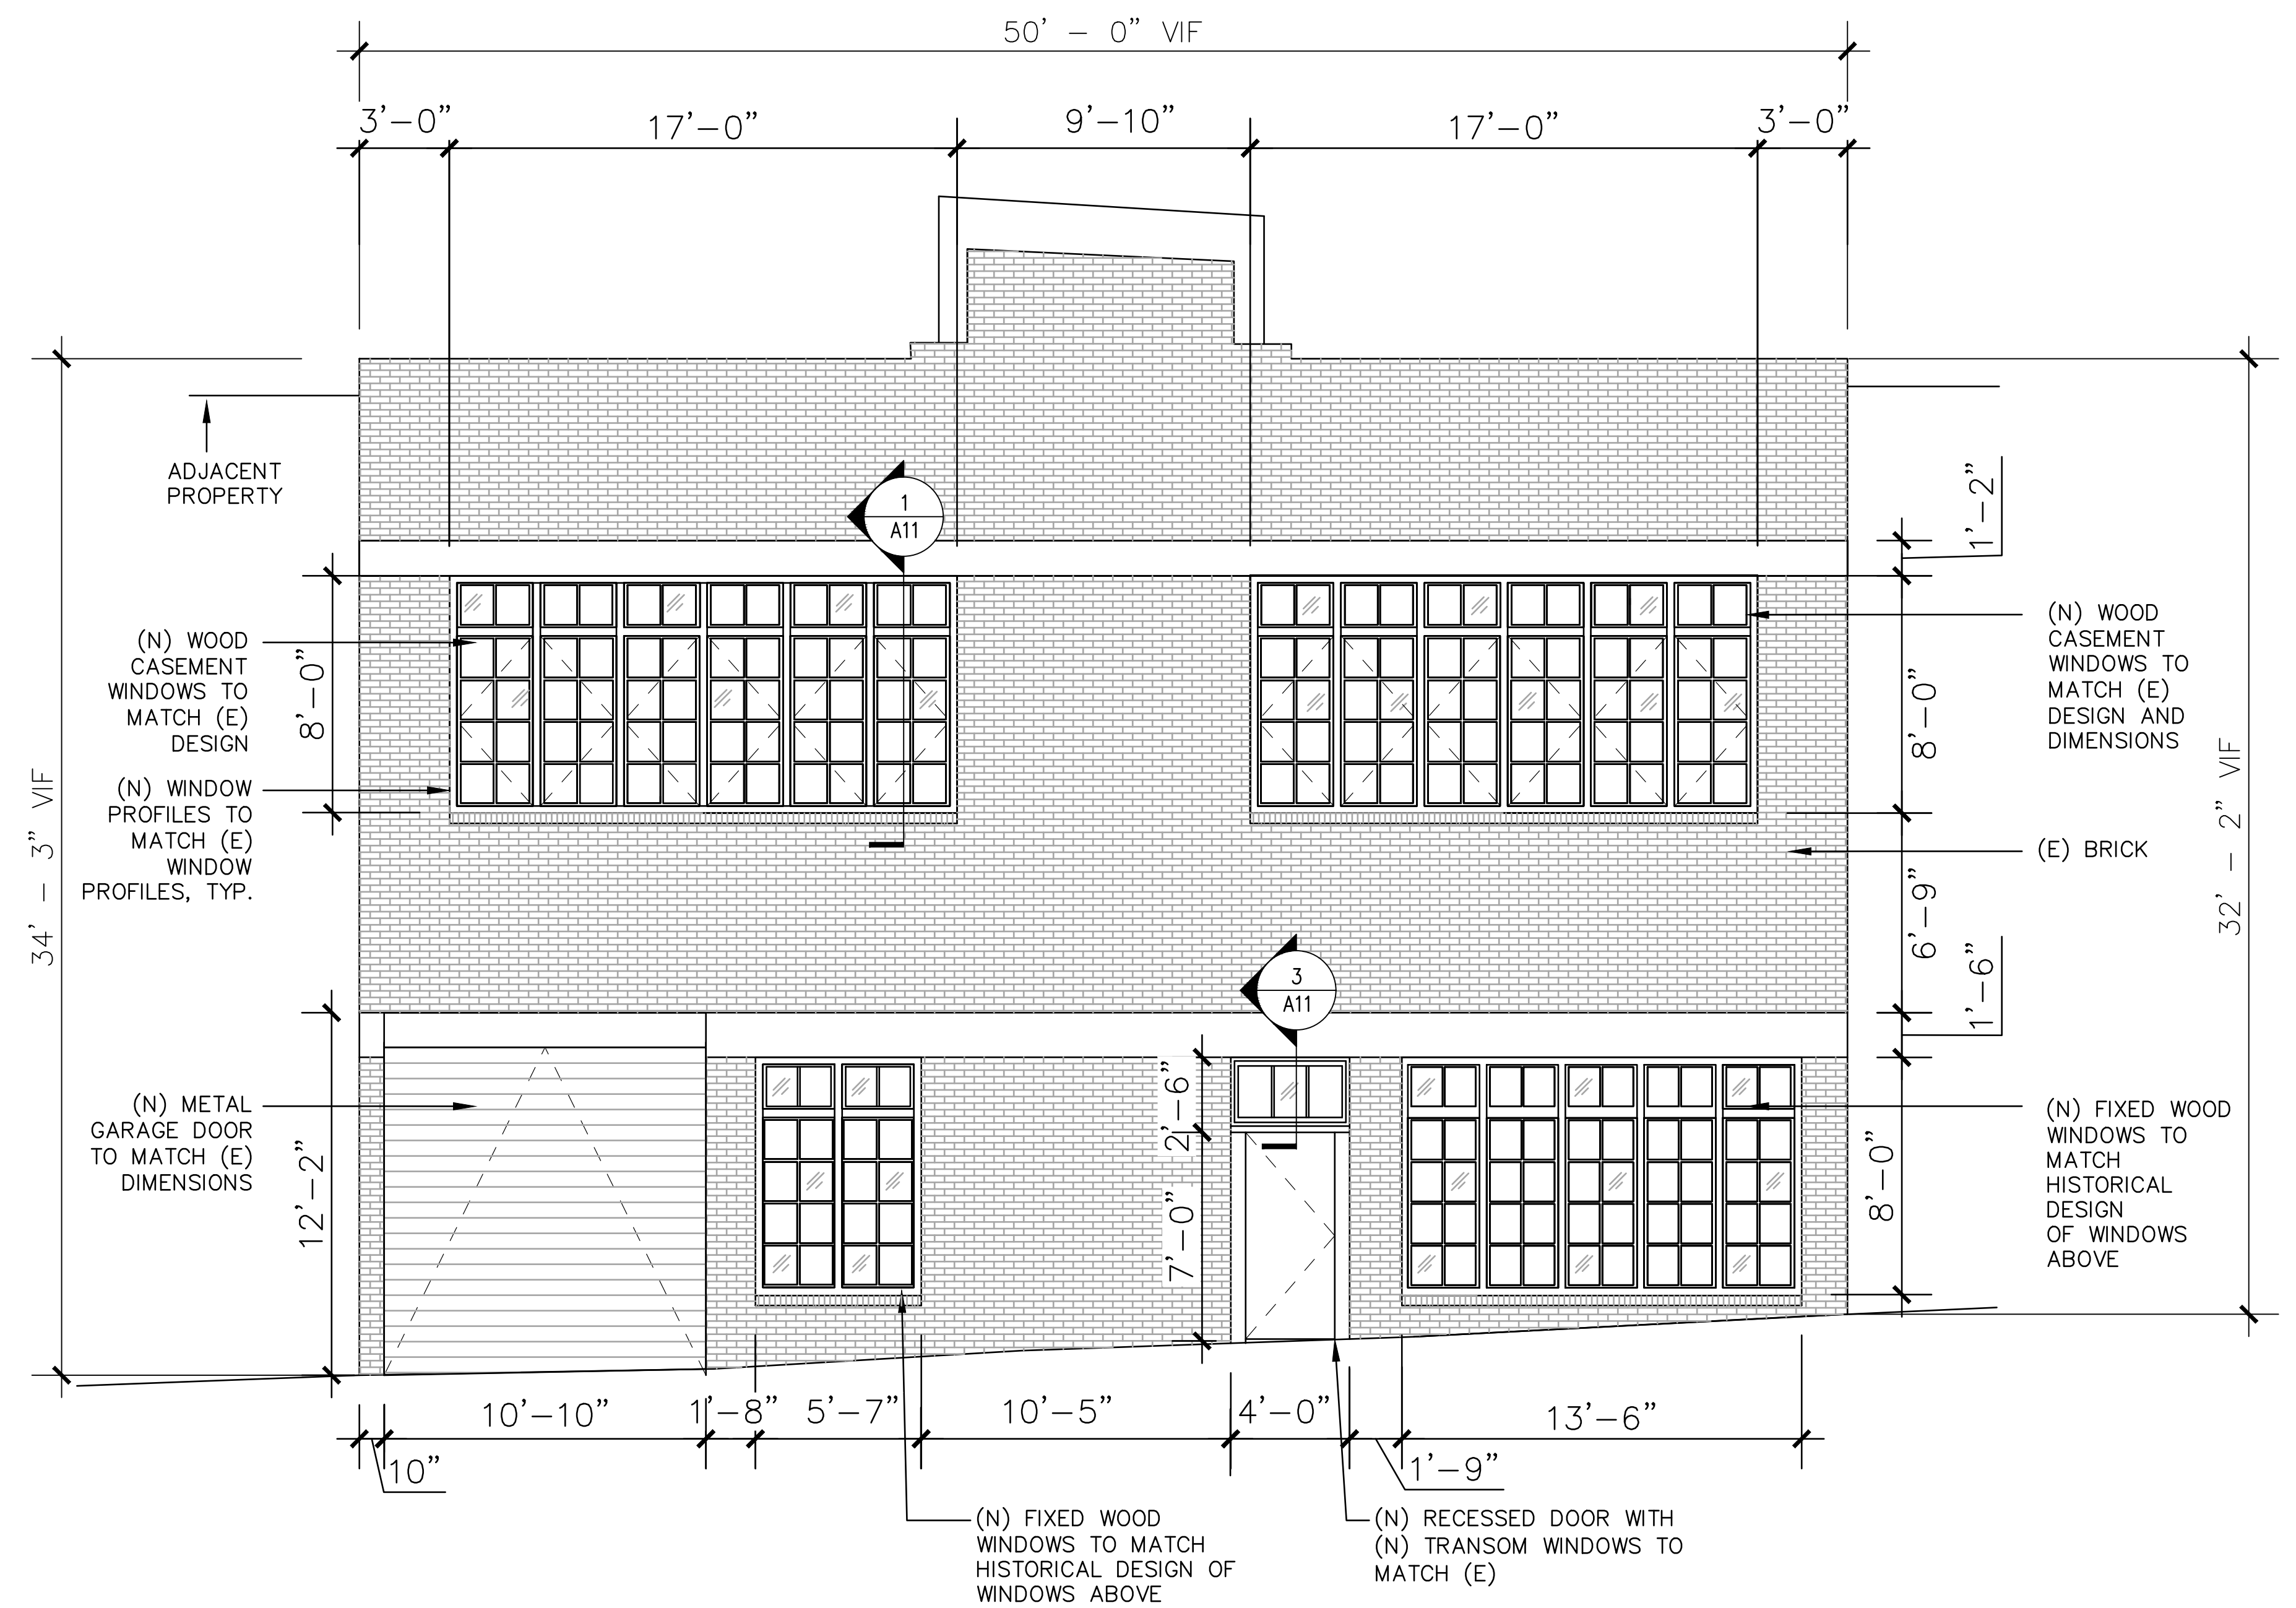 50' – 0" VIF
3'–0"
17'–0"
9'–10"
17'–0"
3'–0"
ADJACENT
PROPERTY
1
A11
1'–2"
(N) WOOD
CASEMENT
WINDOWS TO
MATCH (E)
DESIGN
8'–0"
(N) WINDOW
PROFILES TO
MATCH (E)
WINDOW
PROFILES, TYP.
34' – 3" VIF
8'–0"
(N) WOOD
CASEMENT
WINDOWS TO
MATCH (E)
DESIGN AND
DIMENSIONS
32' – 2" VIF
(E) BRICK
6'–9"
1'–6"
3
A11
(N) METAL
GARAGE DOOR
TO MATCH (E)
DIMENSIONS
12'–2"
2'–6"
7'–0"
8'–0"
(N) FIXED WOOD
WINDOWS TO
MATCH
HISTORICAL
DESIGN
OF WINDOWS
ABOVE
10"
10'–10"
1'–8"
5'–7"
10'–5"
4'–0"
1'–9"
13'–6"
(N) FIXED WOOD
WINDOWS TO MATCH
HISTORICAL DESIGN OF
WINDOWS ABOVE
(N) RECESSED DOOR WITH
(N) TRANSOM WINDOWS TO
MATCH (E)